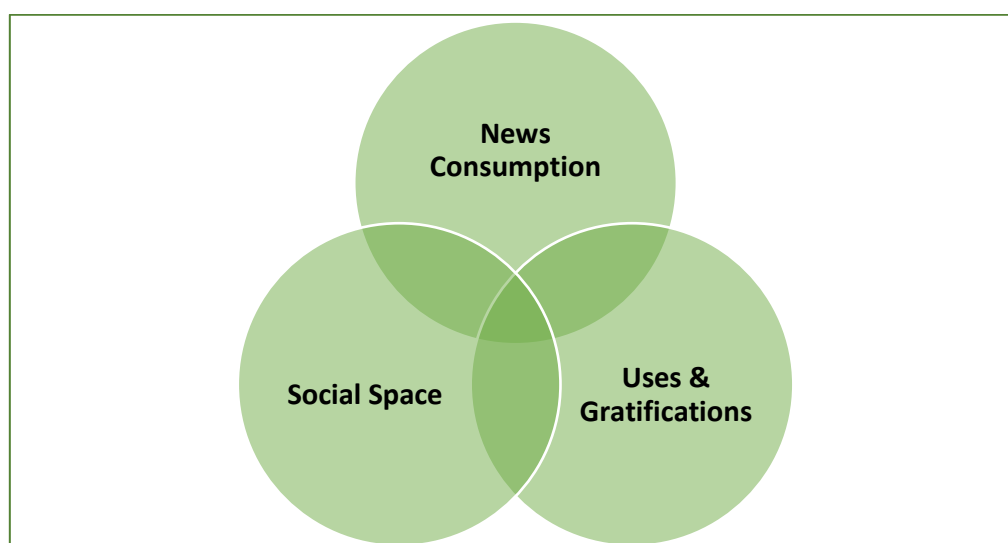 News
Consumption
Social Space
Uses &
Gratifications